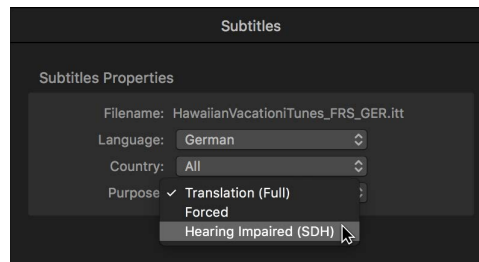 Subtitles
Subtitles Properties
Filename: HawaiianVacationiTunes_FRS_GER.itt
Language: German
Country: All
Purpose ✓ Translation (Full)
Forced
Hearing Impaired (SDH)